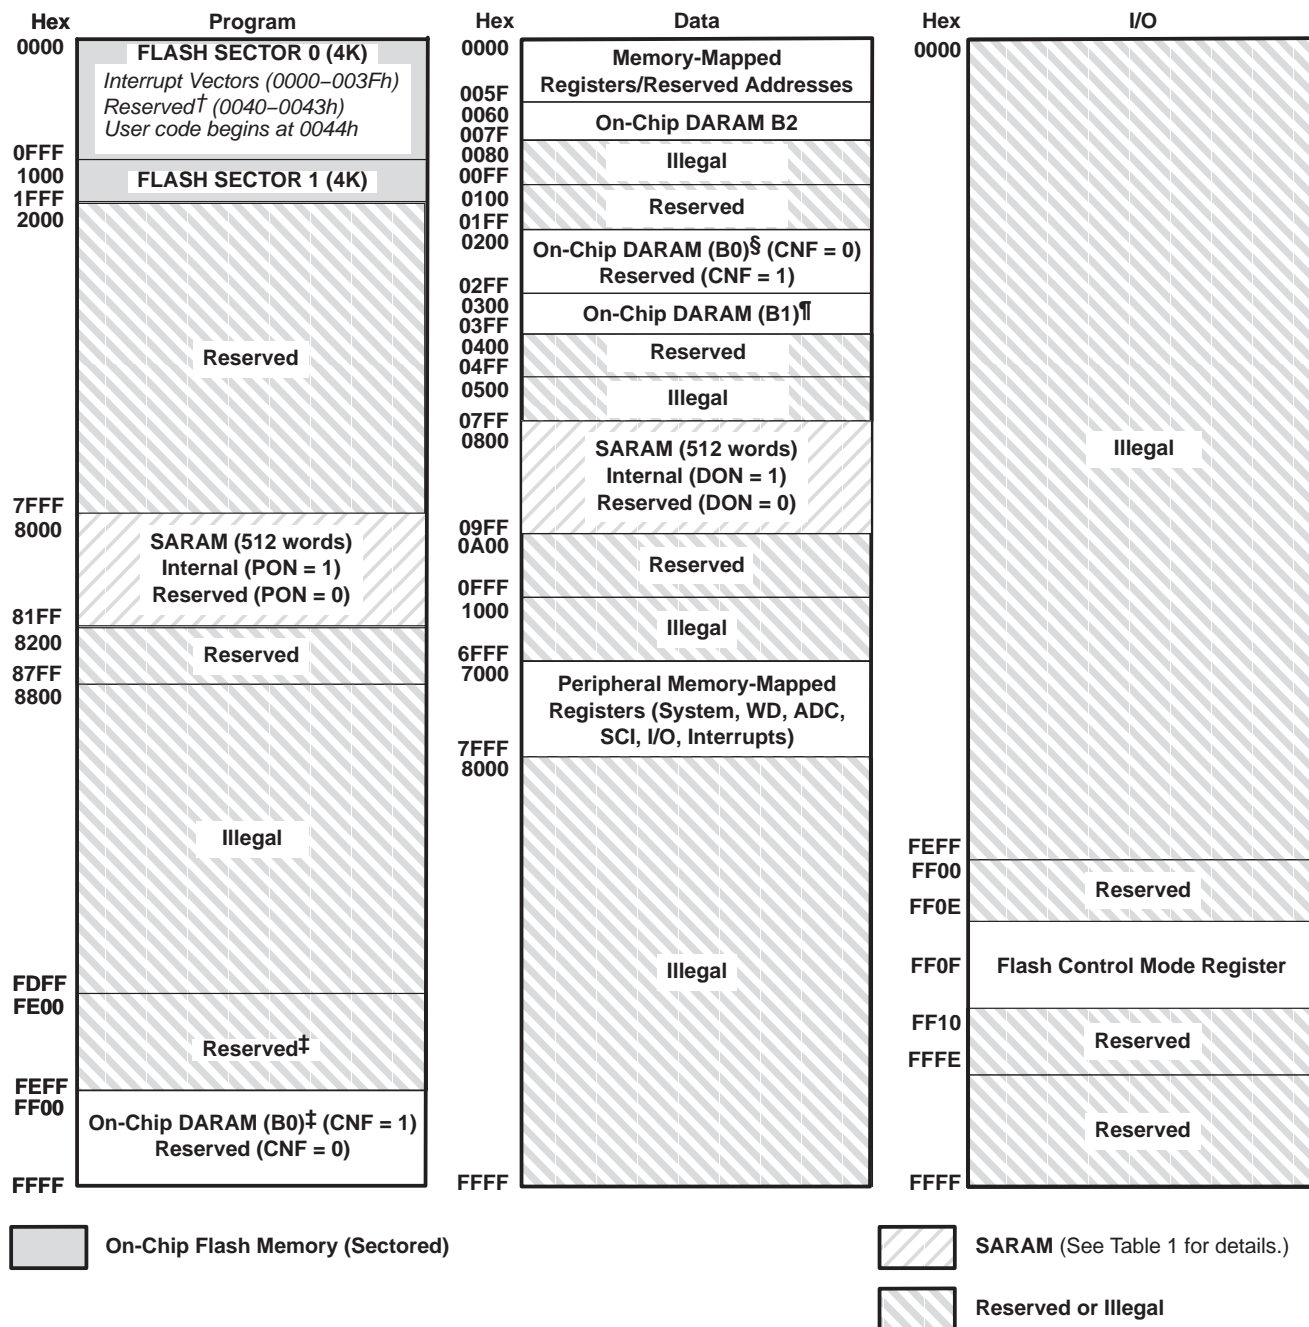 Hex Program
0000
FLASH SECTOR 0 (4K)
Interrupt Vectors (0000–003Fh)
Reserved† (0040–0043h)
User code begins at 0044h
0FFF
1000
FLASH SECTOR 1 (4K)
1FFF
2000
Reserved
7FFF
8000
SARAM (512 words)
Internal (PON = 1)
Reserved (PON = 0)
81FF
8200
Reserved
87FF
8800
Illegal
FDFF
FE00
Reserved‡
FEFF
FF00
On-Chip DARAM (B0)‡ (CNF = 1)
Reserved (CNF = 0)
FFFF
Hex Data
0000
Memory-Mapped
Registers/Reserved Addresses
005F
0060
On-Chip DARAM B2
007F
0080
Illegal
00FF
0100
Reserved
01FF
0200
On-Chip DARAM (B0)§ (CNF = 0)
Reserved (CNF = 1)
02FF
0300
On-Chip DARAM (B1)¶
03FF
0400
Reserved
04FF
0500
Illegal
07FF
0800
SARAM (512 words)
Internal (DON = 1)
Reserved (DON = 0)
09FF
0A00
Reserved
0FFF
1000
Illegal
6FFF
7000
Peripheral Memory-Mapped
Registers (System, WD, ADC,
SCI, I/O, Interrupts)
7FFF
8000
Illegal
FFFF
Hex I/O
0000
Illegal
FEFF
FF00
Reserved
FF0E
FF0F Flash Control Mode Register
FF10
Reserved
FFFE
Reserved
FFFF
On-Chip Flash Memory (Sectored)
SARAM (See Table 1 for details.)
Reserved or Illegal